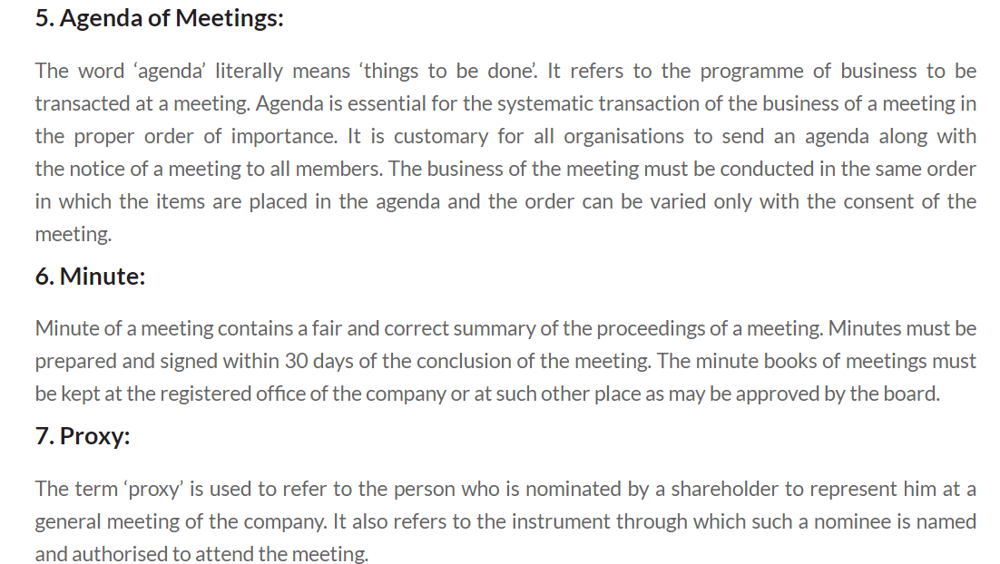 5. Agenda of Meetings:
The word ‘agenda’ literally means ‘things to be done’. It refers to the programme of business to be
transacted at a meeting. Agenda is essential for the systematic transaction of the business of a meeting in
the proper order of importance. It is customary for all organisations to send an agenda along with
the notice of a meeting to all members. The business of the meeting must be conducted in the same order
in which the items are placed in the agenda and the order can be varied only with the consent of the
meeting.
6. Minute:
Minute of a meeting contains a fair and correct summary of the proceedings of a meeting. Minutes must be
prepared and signed within 30 days of the conclusion of the meeting. The minute books of meetings must
be kept at the registered office of the company or at such other place as may be approved by the board.
7. Proxy:
The term ‘proxy’ is used to refer to the person who is nominated by a shareholder to represent him at a
general meeting of the company. It also refers to the instrument through which such a nominee is named
and authorised to attend the meeting.